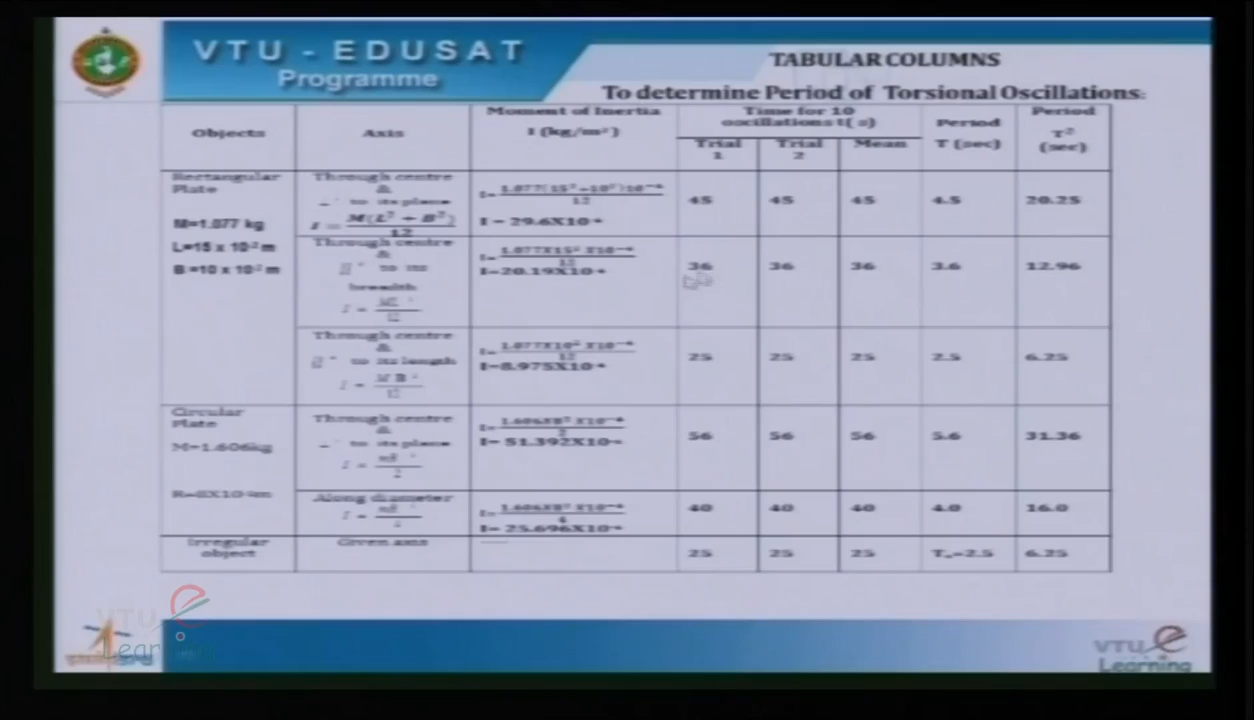 VTU - EDUSAT
Programme
TABULAR COLUMNS
To determine Period of Torsional Oscillations:
Objects
Axis
Moment of Inertia
I (kg/m²)
Time for 10
oscillations t( s)
Trial
1
Trial
2
Mean
Period
T (sec)
Period
T²
(sec)
Rectangular
Plate
M=1.077 kg
L=15 x 10⁻² m
B =10 x 10⁻² m
Through centre
&
to its plane
I = M(L² + B²)
12
I = 29.6X10⁻⁴
45
45
45
4.5
20.25
Through centre
&
to its
breadth
12
I=20.19X10⁻⁴
36
36
36
3.6
12.96
Through centre
&
to its length
12
I=8.975X10⁻⁴
25
25
25
2.5
6.25
Circular
Plate
M=1.606kg
Through centre
&
to its plane
2
I= 51.392X10⁻⁴
56
56
56
5.6
31.36
Along diameter
I= 25.696X10⁻⁴
40
40
40
4.0
16.0
Irregular
object
Given axis
25
25
25
=2.5
6.25
VTU e
Learning
VTU e
Learning